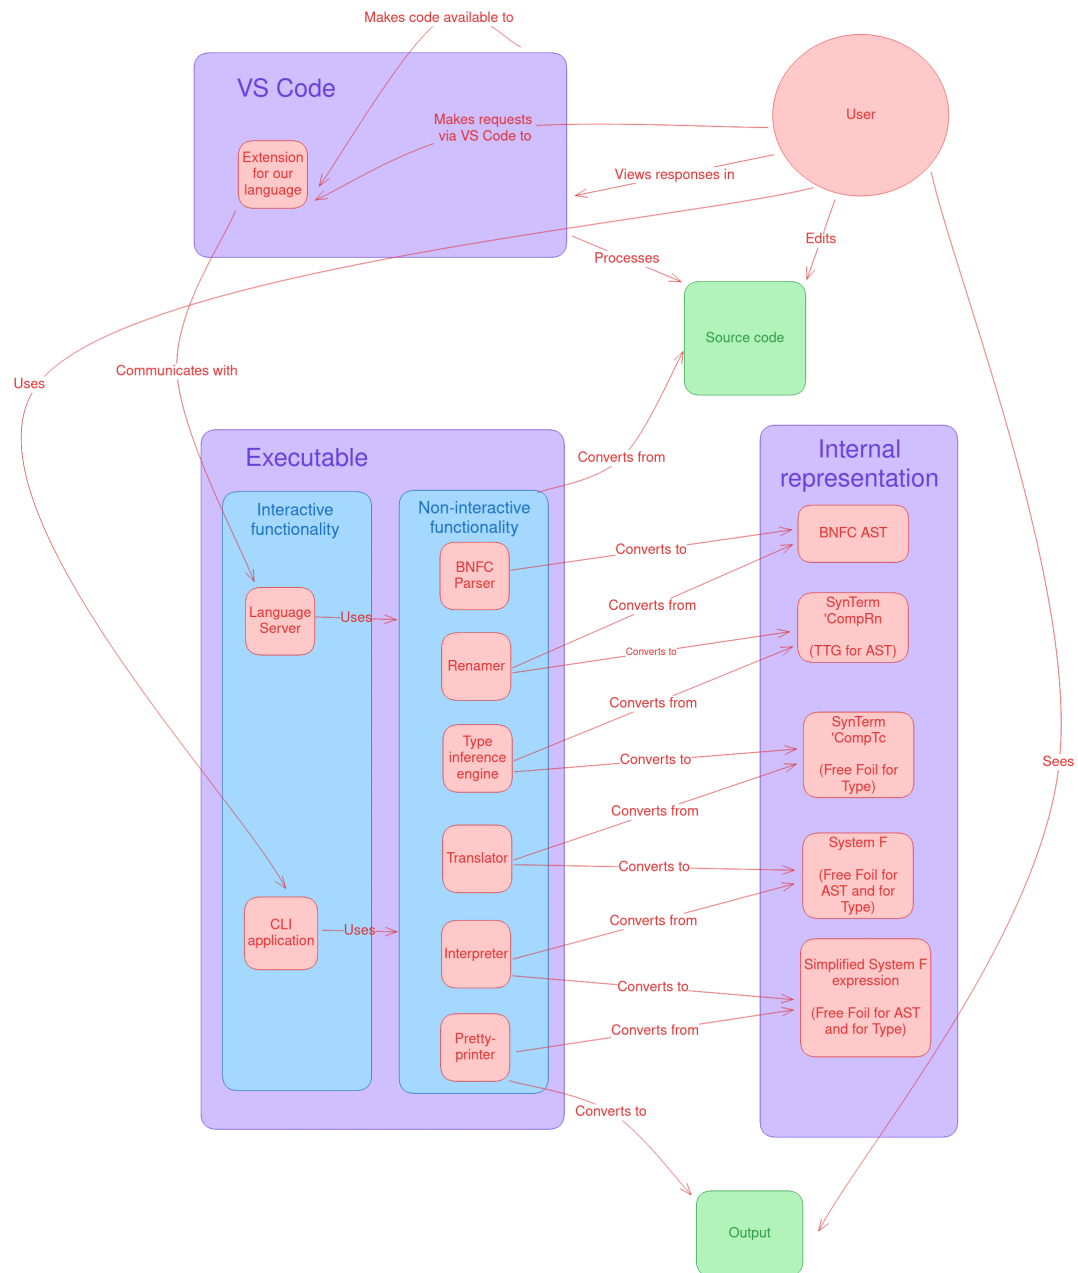 Makes code available to
VS Code
Makes requests
via VS Code to
User
Extension
for our
language
Views responses in
Edits
Processes
Source code
Communicates with
Uses
Converts from
Executable
Internal
representation
Interactive
functionality
Non-interactive
functionality
BNFC
Parser
Converts to
BNFC AST
Language
Server
Uses
Converts from
SynTerm
'CompRn
(TTG for AST)
Renamer
Converts to
Converts from
Type
inference
engine
Converts to
SynTerm
'CompTc
(Free Foil for
Type)
Sees
Converts from
Translator
Converts to
System F
(Free Foil for
AST and for
Type)
CLI
application
Uses
Converts from
Interpreter
Converts to
Simplified System F
expression
(Free Foil for AST
and for Type)
Converts from
Pretty-
printer
Converts to
Output